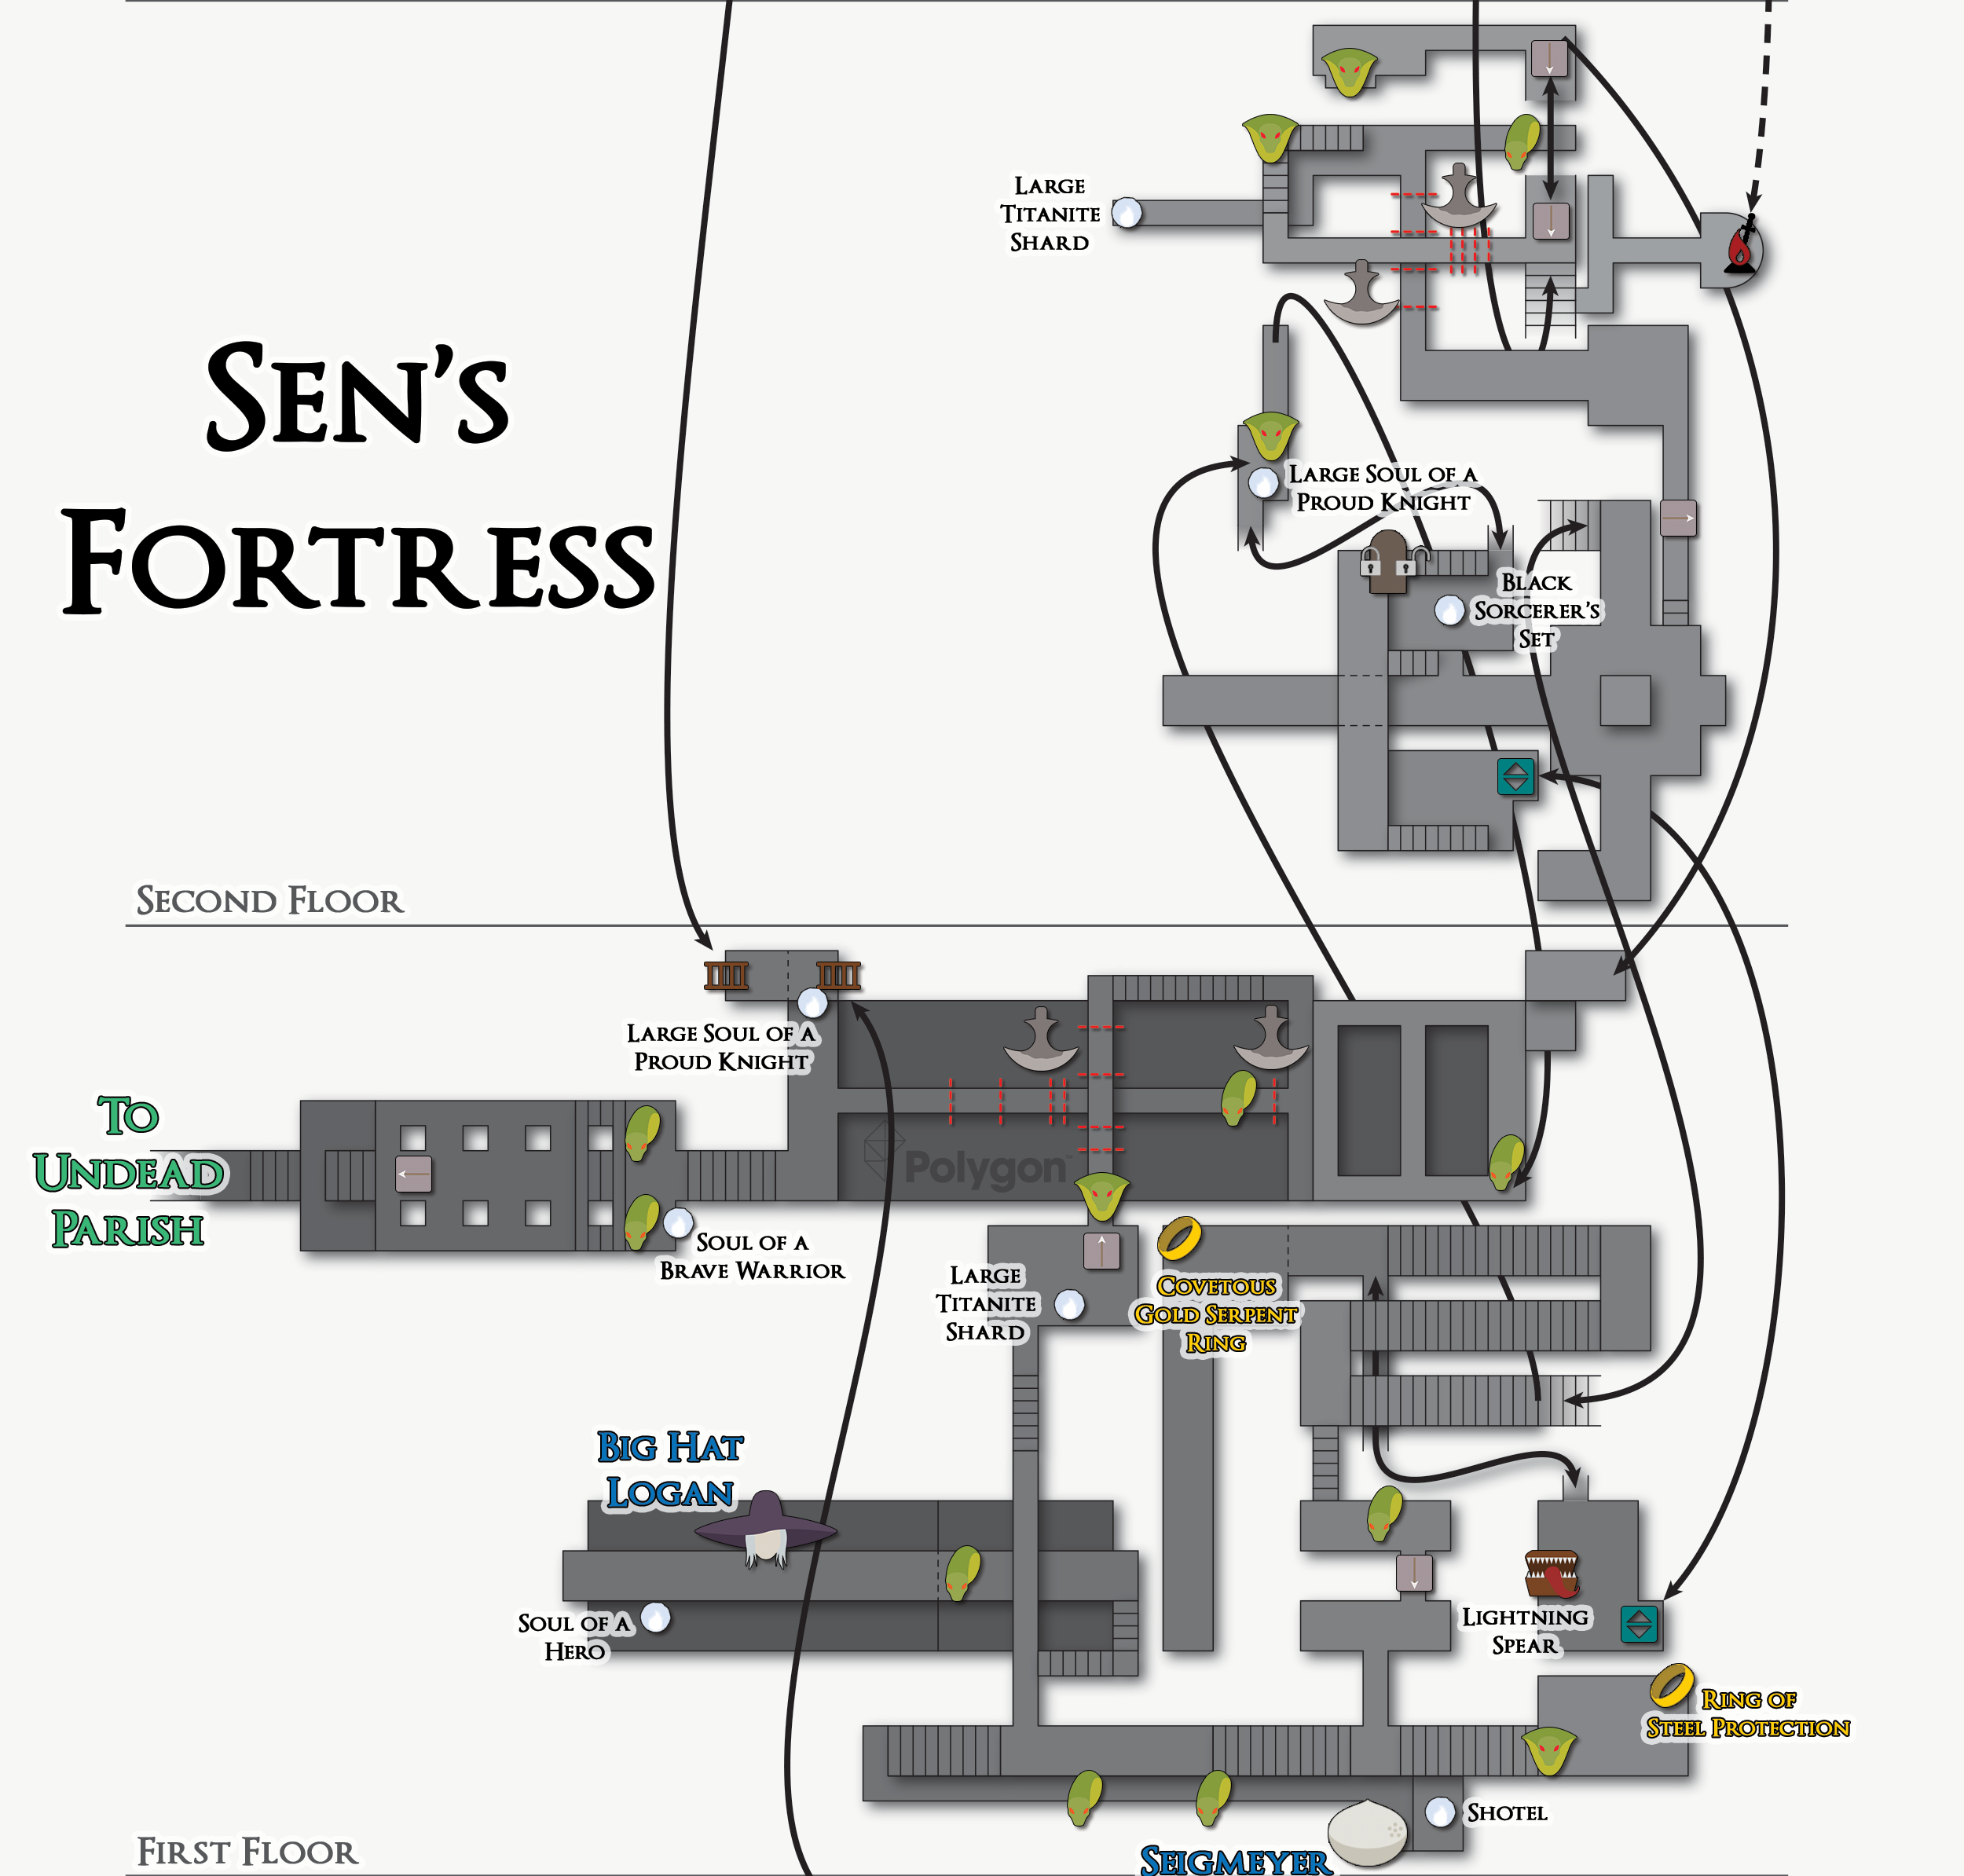 Large
Titanite
Shard
Sen's
Fortress
Large Soul of a
Proud Knight
Black
Sorcerer's
Set
Second Floor
Large Soul of a
Proud Knight
To
Undead
Parish
Polygon
Soul of a
Brave Warrior
Large
Titanite
Shard
Covetous
Gold Serpent
Ring
Big Hat
Logan
Soul of a
Hero
Lightning
Spear
Ring of
Steel Protection
Shotel
First Floor
Seigmeyer